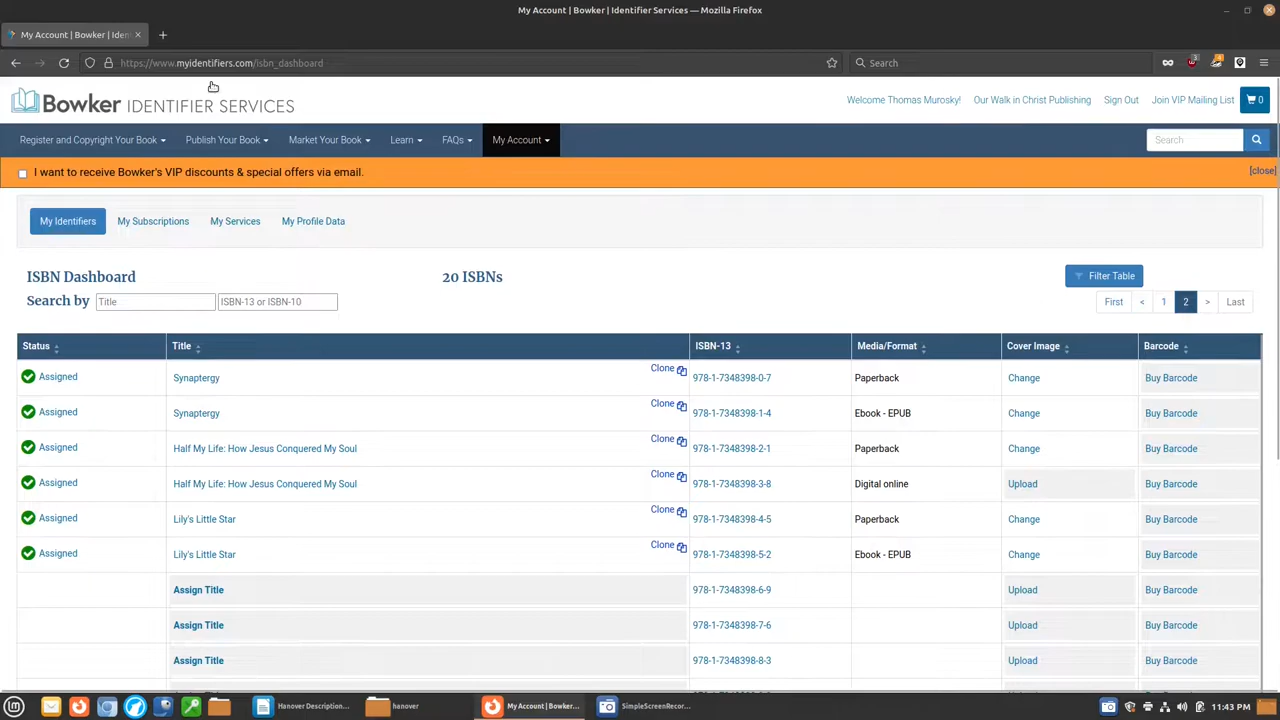 My Account | Bowker | Identifier Services — Mozilla Firefox
My Account | Bowker | Iden
https://www.myidentifiers.com/isbn_dashboard
Search
Bowker IDENTIFIER SERVICES
Welcome Thomas Murosky! Our Walk in Christ Publishing Sign Out Join VIP Mailing List 0
Register and Copyright Your Book Publish Your Book Market Your Book Learn FAQs My Account Search
I want to receive Bowker's VIP discounts & special offers via email. [close]
My Identifiers My Subscriptions My Services My Profile Data
ISBN Dashboard 20 ISBNs Filter Table
Search by Title ISBN-13 or ISBN-10 First < 1 2 > Last
Status Title ISBN-13 Media/Format Cover Image Barcode
Assigned Synaptergy Clone 978-1-7348398-0-7 Paperback Change Buy Barcode
Assigned Synaptergy Clone 978-1-7348398-1-4 Ebook - EPUB Change Buy Barcode
Assigned Half My Life: How Jesus Conquered My Soul Clone 978-1-7348398-2-1 Paperback Change Buy Barcode
Assigned Half My Life: How Jesus Conquered My Soul Clone 978-1-7348398-3-8 Digital online Upload Buy Barcode
Assigned Lily's Little Star Clone 978-1-7348398-4-5 Paperback Change Buy Barcode
Assigned Lily's Little Star Clone 978-1-7348398-5-2 Ebook - EPUB Change Buy Barcode
Assign Title 978-1-7348398-6-9 Upload Buy Barcode
Assign Title 978-1-7348398-7-6 Upload Buy Barcode
Assign Title 978-1-7348398-8-3 Upload Buy Barcode
Hanover Description... hanover My Account | Bowker... SimpleScreenRecor... 11:43 PM